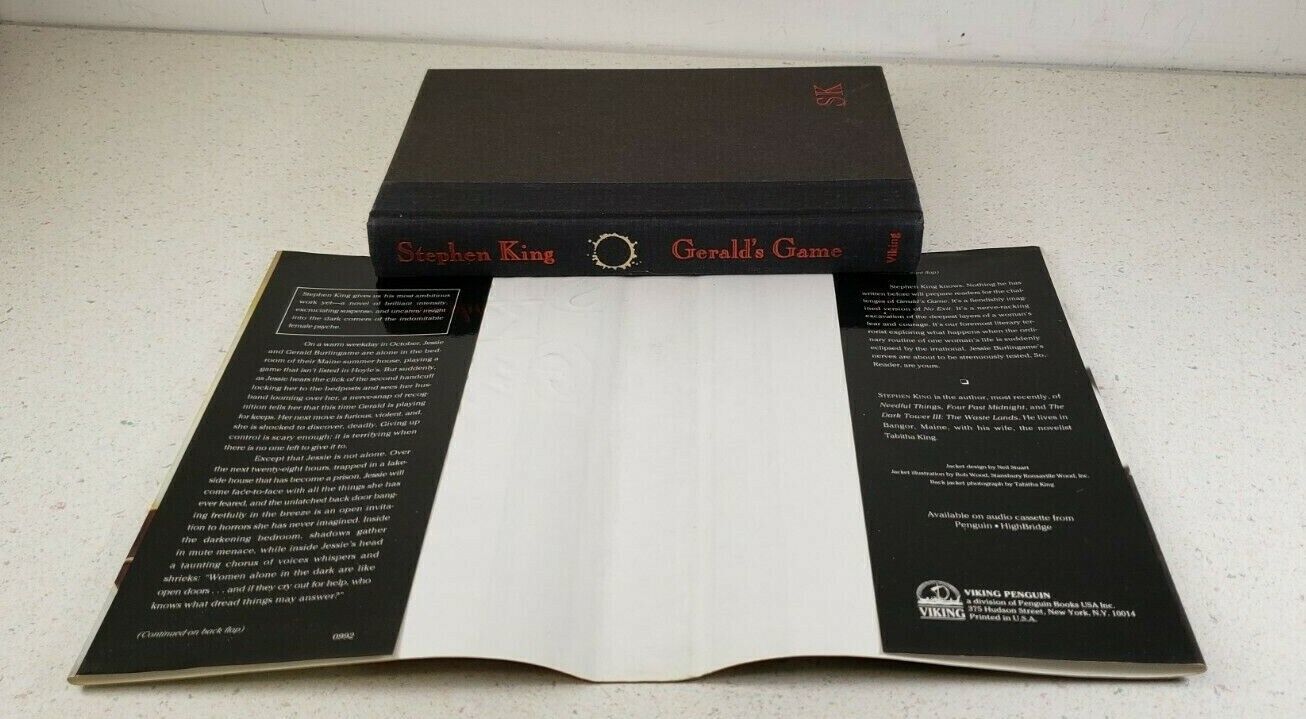 SK
Stephen King Gerald's Game Viking
Stephen King gives us his most ambitious
work yet—a novel of brilliant intensity,
excruciating suspense, and uncanny insight
into the dark corners of the indomitable
female psyche.
On a warm weekday in October, Jessie
and Gerald Burlingame are alone in the bed-
room of their Maine summer house, playing a
game that isn't listed in Hoyle's. But suddenly,
as Jessie hears the click of the second handcuff
locking her to the bedposts and sees her hus-
band looming over her, a nerve-snap of recog-
nition tells her that this time Gerald is playing
for keeps. Her next move is furious, violent, and,
she is shocked to discover, deadly. Giving up
control is scary enough; it is terrifying when
there is no one left to give it to.
Except that Jessie is not alone. Over
the next twenty-eight hours, trapped in a lake-
side house that has become a prison, Jessie will
come face-to-face with all the things she has
ever feared, and the unlatched back door bang-
ing fretfully in the breeze is an open invita-
tion to horrors she has never imagined. Inside
the darkening bedroom, shadows gather
in mute menace, while inside Jessie's head
a taunting chorus of voices whispers and
shrieks: "Women alone in the dark are like
open doors . . . and if they cry out for help, who
knows what dread things may answer?"
(Continued on back flap)
0992
flap)
Stephen King knows. Nothing he has
written before will prepare readers for the chal-
lenges of Gerald's Game. It's a fiendishly imag-
ined version of No Exit. It's a nerve-racking
excavation of the deepest layers of a woman's
fear and courage. It's our foremost literary ter-
rorist exploring what happens when the ordi-
nary routine of one woman's life is suddenly
eclipsed by the irrational. Jessie Burlingame's
nerves are about to be strenuously tested. So,
Reader, are yours.
STEPHEN KING is the author, most recently, of
Needful Things, Four Past Midnight, and The
Dark Tower III: The Waste Lands. He lives in
Bangor, Maine, with his wife, the novelist
Tabitha King.
Jacket design by Neil Stuart
Jacket illustration by Rob Wood, Stansbury Ronsaville Wood, Inc.
Back jacket photograph by Tabitha King
Available on audio cassette from
Penguin • HighBridge
VIKING
VIKING PENGUIN
a division of Penguin Books USA Inc.
375 Hudson Street, New York, N.Y. 10014
Printed in U.S.A.